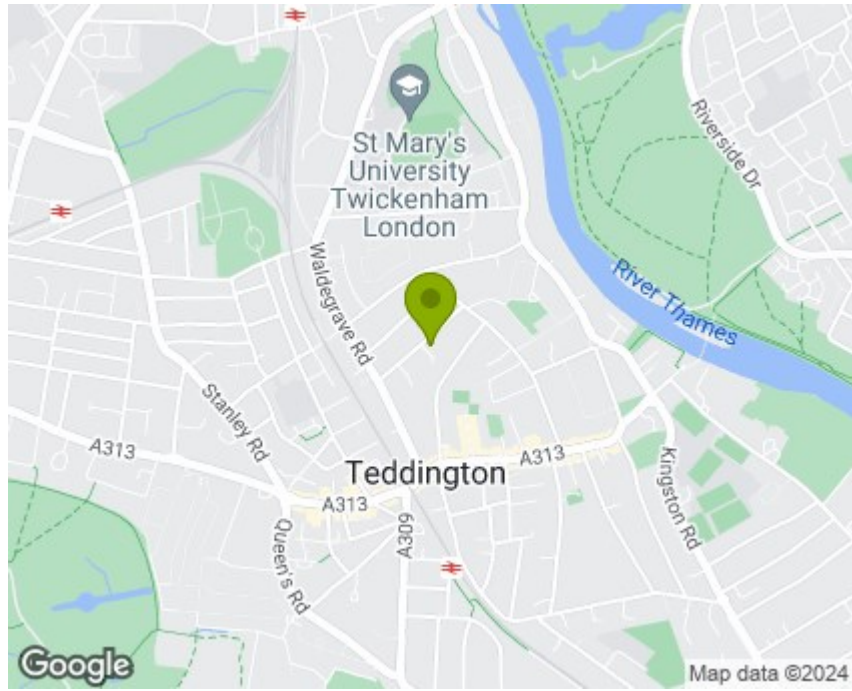 Riverside Dr
St Mary's
University
Twickenham
London
Waldegrave Rd
River Thames
Stanley Rd
A313
A313
Teddington
A313
Kingston Rd
A309
Queen's Rd
Google
Map data ©2024